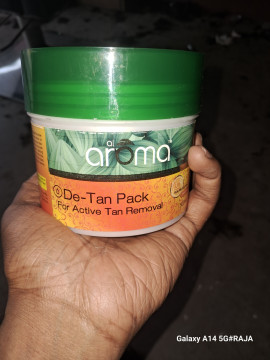 aroma
De-Tan Pack
For Active Tan Removal
Galaxy A14 5G#RAJA